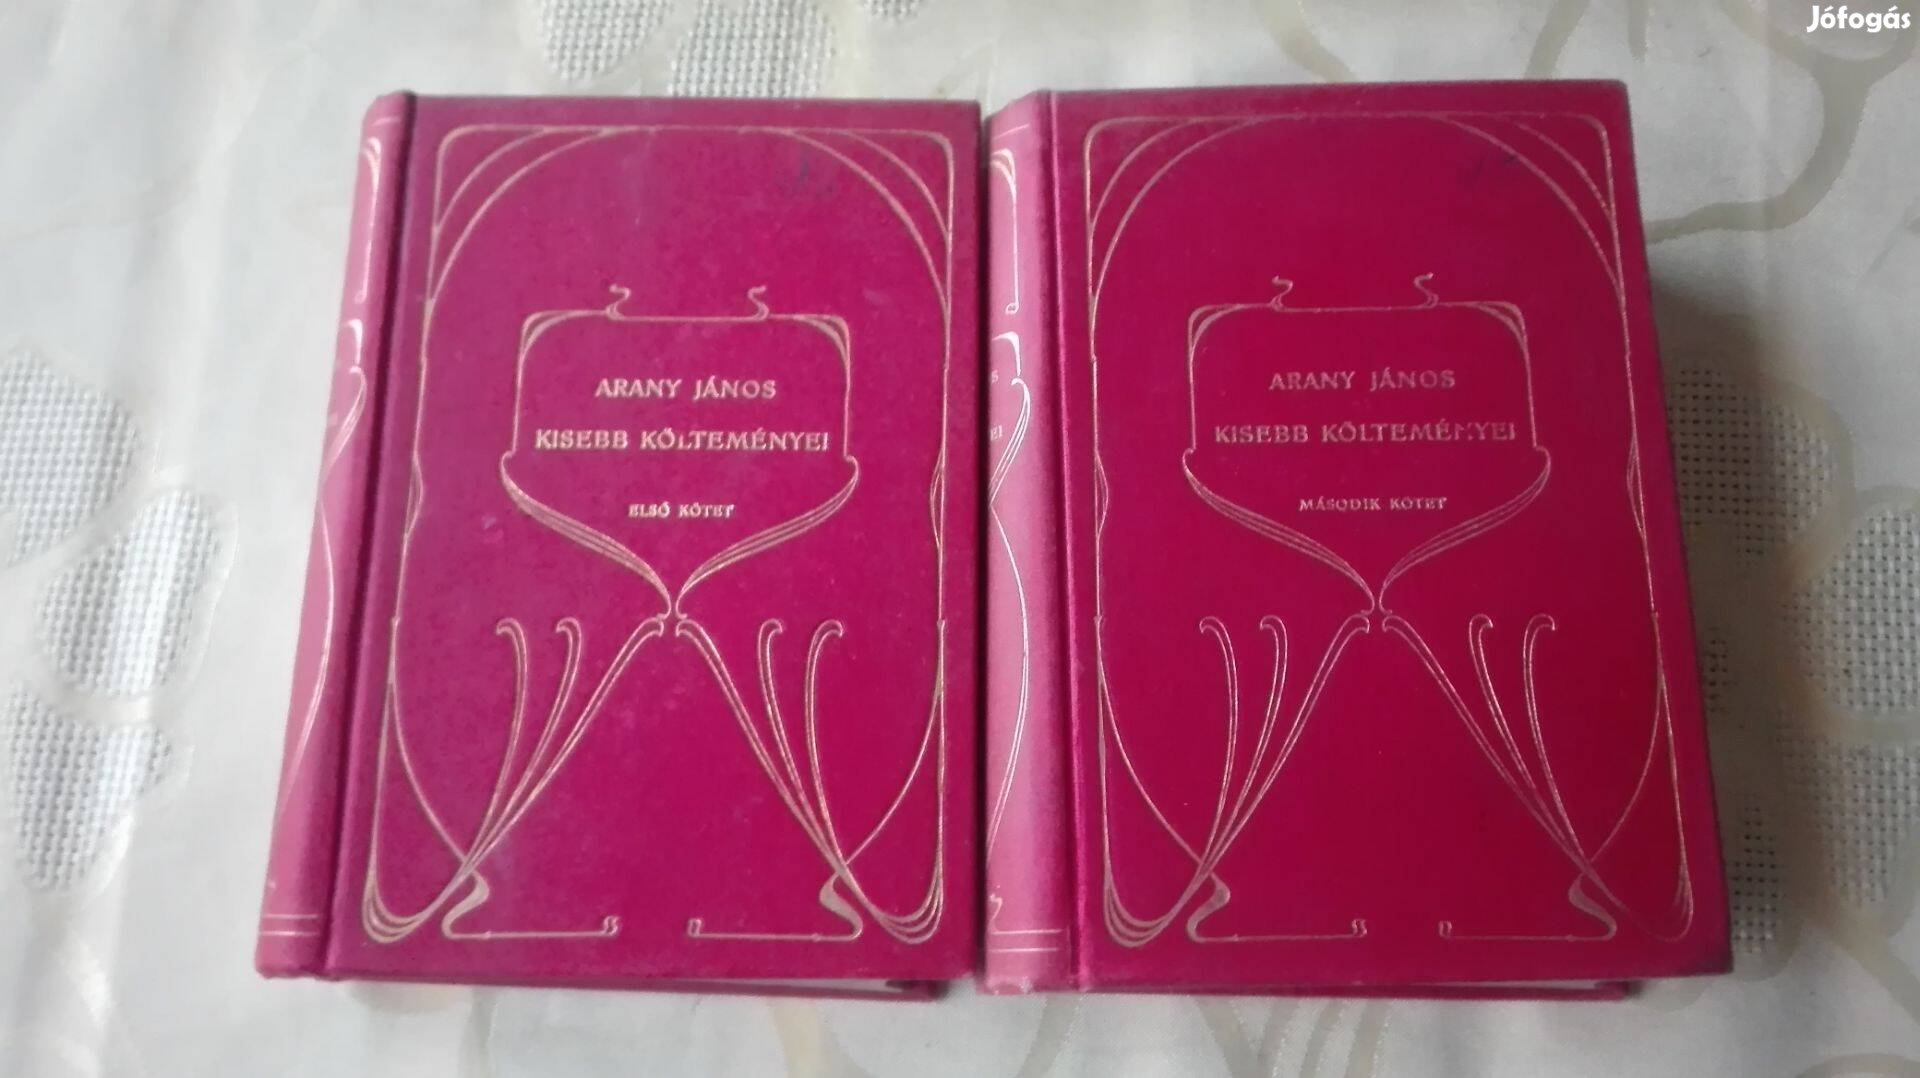 Jófogás
ARANY JÁNOS
KISEBB KÖLTEMÉNYEI
ELSŐ KÖTET
ARANY JÁNOS
KISEBB KÖLTEMÉNYEI
MÁSODIK KÖTET